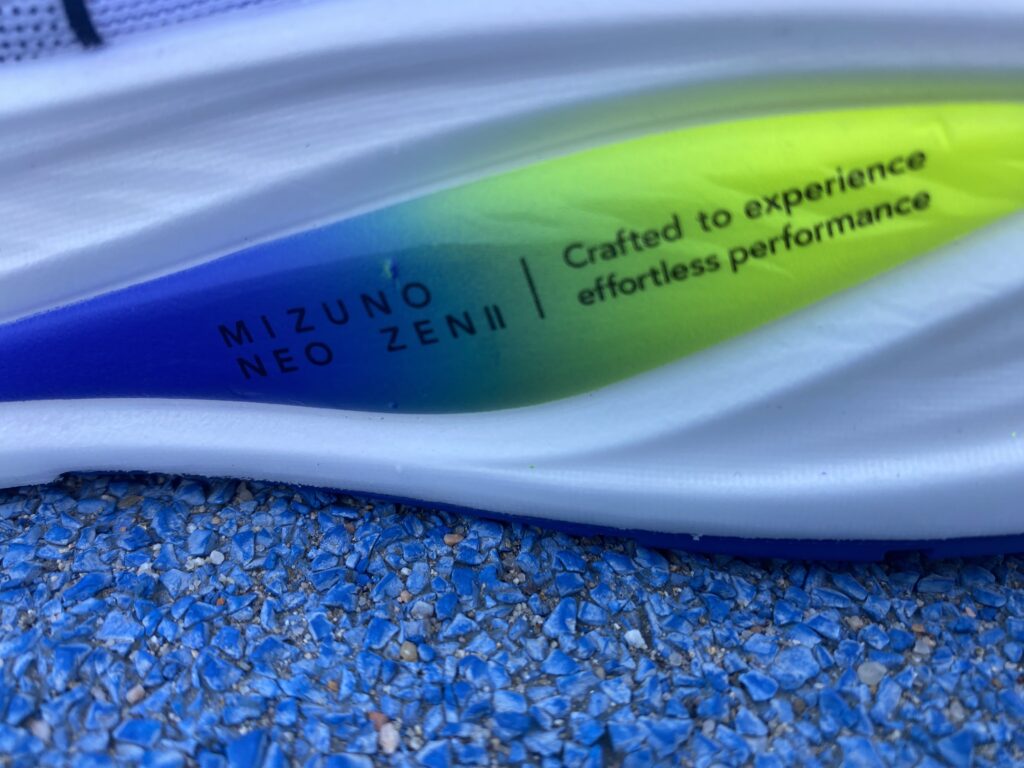 MIZUNO
NEO ZEN II
Crafted to experience
effortless performance